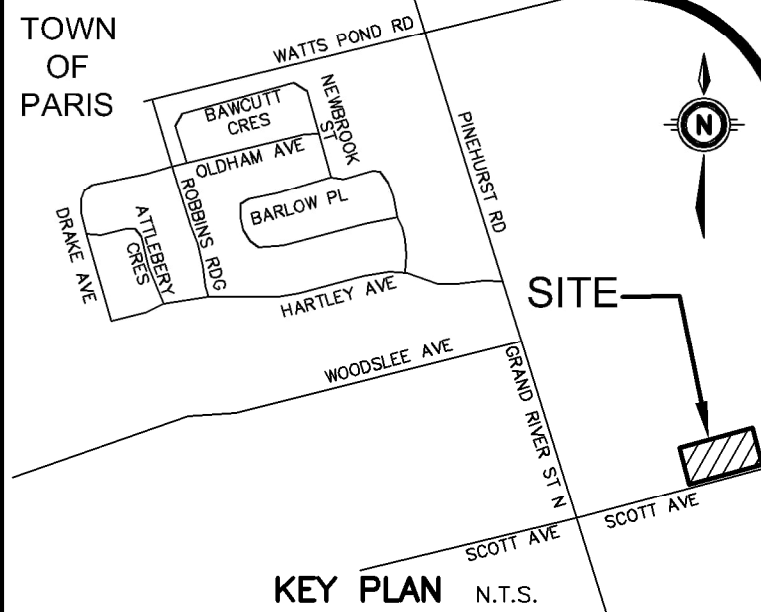 TOWN
OF
PARIS
WATTS POND RD
BAWCUTT
CRES
NEWBROOK
ST
N
OLDHAM AVE
PINEHURST RD
ROBBINS RDG
BARLOW PL
DRAKE AVE
ATTLEBERY
CRES
HARTLEY AVE
SITE
WOODSLEE AVE
GRAND RIVER ST N
SCOTT AVE
SCOTT AVE
KEY PLAN N.T.S.